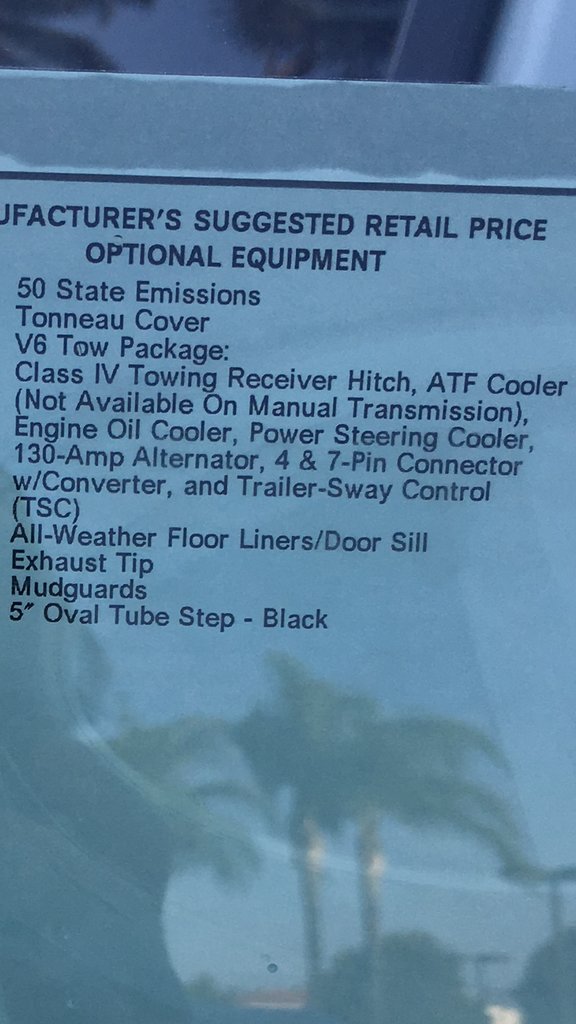 UFACTURER'S SUGGESTED RETAIL PRICE
OPTIONAL EQUIPMENT
50 State Emissions
Tonneau Cover
V6 Tow Package:
Class IV Towing Receiver Hitch, ATF Cooler
(Not Available On Manual Transmission),
Engine Oil Cooler, Power Steering Cooler,
130-Amp Alternator, 4 & 7-Pin Connector
w/Converter, and Trailer-Sway Control
(TSC)
All-Weather Floor Liners/Door Sill
Exhaust Tip
Mudguards
5″ Oval Tube Step - Black